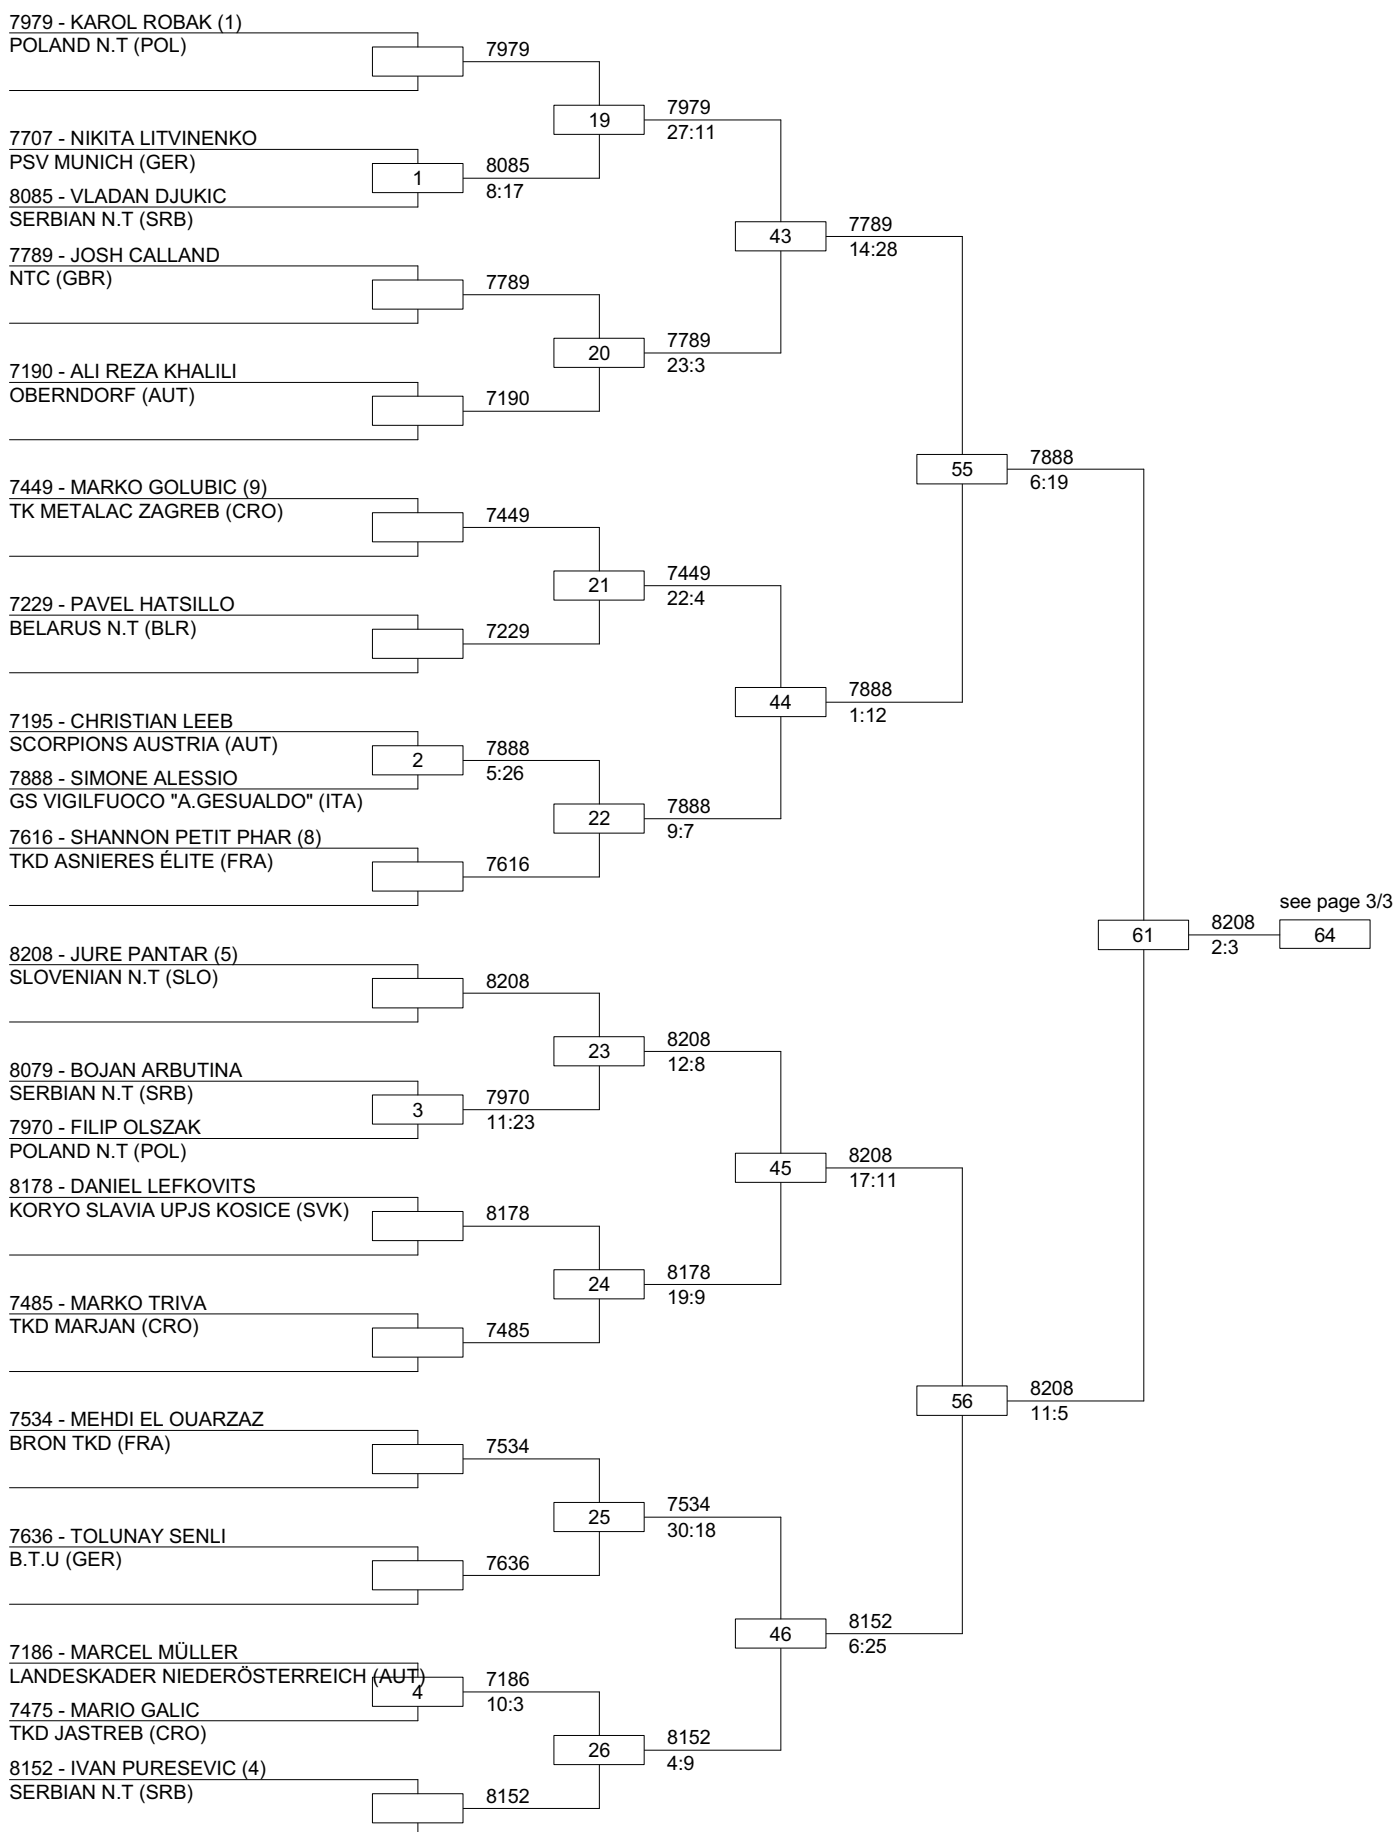 7979 - KAROL ROBAK (1)
POLAND N.T (POL)
7979
19
7979
27:11
7707 - NIKITA LITVINENKO
PSV MUNICH (GER)
1
8085
8:17
8085 - VLADAN DJUKIC
SERBIAN N.T (SRB)
43
7789
14:28
7789 - JOSH CALLAND
NTC (GBR)
7789
20
7789
23:3
7190 - ALI REZA KHALILI
OBERNDORF (AUT)
7190
55
7888
6:19
7449 - MARKO GOLUBIC (9)
TK METALAC ZAGREB (CRO)
7449
21
7449
22:4
7229 - PAVEL HATSILLO
BELARUS N.T (BLR)
7229
44
7888
1:12
7195 - CHRISTIAN LEEB
SCORPIONS AUSTRIA (AUT)
2
7888
5:26
7888 - SIMONE ALESSIO
GS VIGILFUOCO "A.GESUALDO" (ITA)
22
7888
9:7
7616 - SHANNON PETIT PHAR (8)
TKD ASNIERES ÉLITE (FRA)
7616
see page 3/3
61
8208
2:3
64
8208 - JURE PANTAR (5)
SLOVENIAN N.T (SLO)
8208
23
8208
12:8
8079 - BOJAN ARBUTINA
SERBIAN N.T (SRB)
3
7970
11:23
7970 - FILIP OLSZAK
POLAND N.T (POL)
45
8208
17:11
8178 - DANIEL LEFKOVITS
KORYO SLAVIA UPJS KOSICE (SVK)
8178
24
8178
19:9
7485 - MARKO TRIVA
TKD MARJAN (CRO)
7485
56
8208
11:5
7534 - MEHDI EL OUARZAZ
BRON TKD (FRA)
7534
25
7534
30:18
7636 - TOLUNAY SENLI
B.T.U (GER)
7636
46
8152
6:25
7186 - MARCEL MÜLLER
LANDESKADER NIEDERÖSTERREICH (AUT)
4
7186
10:3
7475 - MARIO GALIC
TKD JASTREB (CRO)
26
8152
4:9
8152 - IVAN PURESEVIC (4)
SERBIAN N.T (SRB)
8152